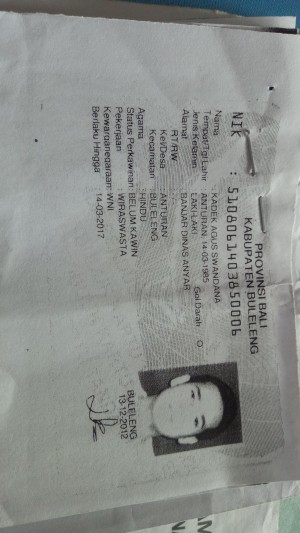 PROVINSI BALI
KABUPATEN BULELENG
NIK : 5108061403850006
Nama : KADEK AGUS SWANDANA
Tempat/Tgl Lahir : ANTURAN, 14-03-1985
Jenis Kelamin : LAKI-LAKI Gol.Darah : O
Alamat : BANJAR DINAS ANYAR
RT/RW
Kel/Desa : ANTURAN
Kecamatan : BULELENG
Agama : HINDU
Status Perkawinan: BELUM KAWIN
Pekerjaan : WIRASWASTA
Kewarganegaraan: WNI
Berlaku Hingga : 14-03-2017
BULELENG
13-12-2012